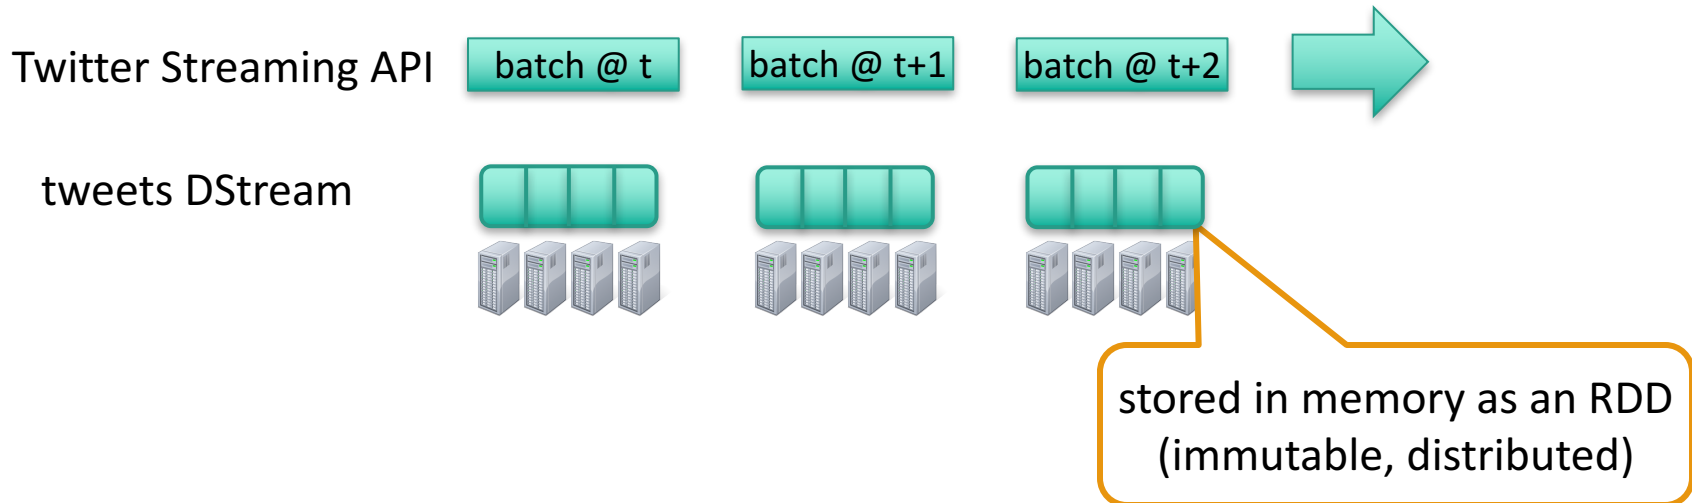 Twitter Streaming API
batch @ t
batch @ t+1
batch @ t+2
tweets DStream
stored in memory as an RDD
(immutable, distributed)